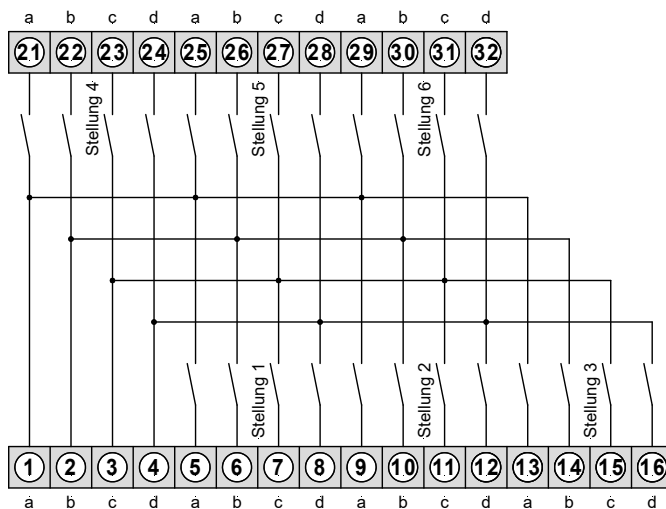 a b c d a b c d a b c d
21 22 23 24 25 26 27 28 29 30 31 32
Stellung 4
Stellung 5
Stellung 6
Stellung 1
Stellung 2
Stellung 3
1 2 3 4 5 6 7 8 9 10 11 12 13 14 15 16
a b c d a b c d a b c d a b c d